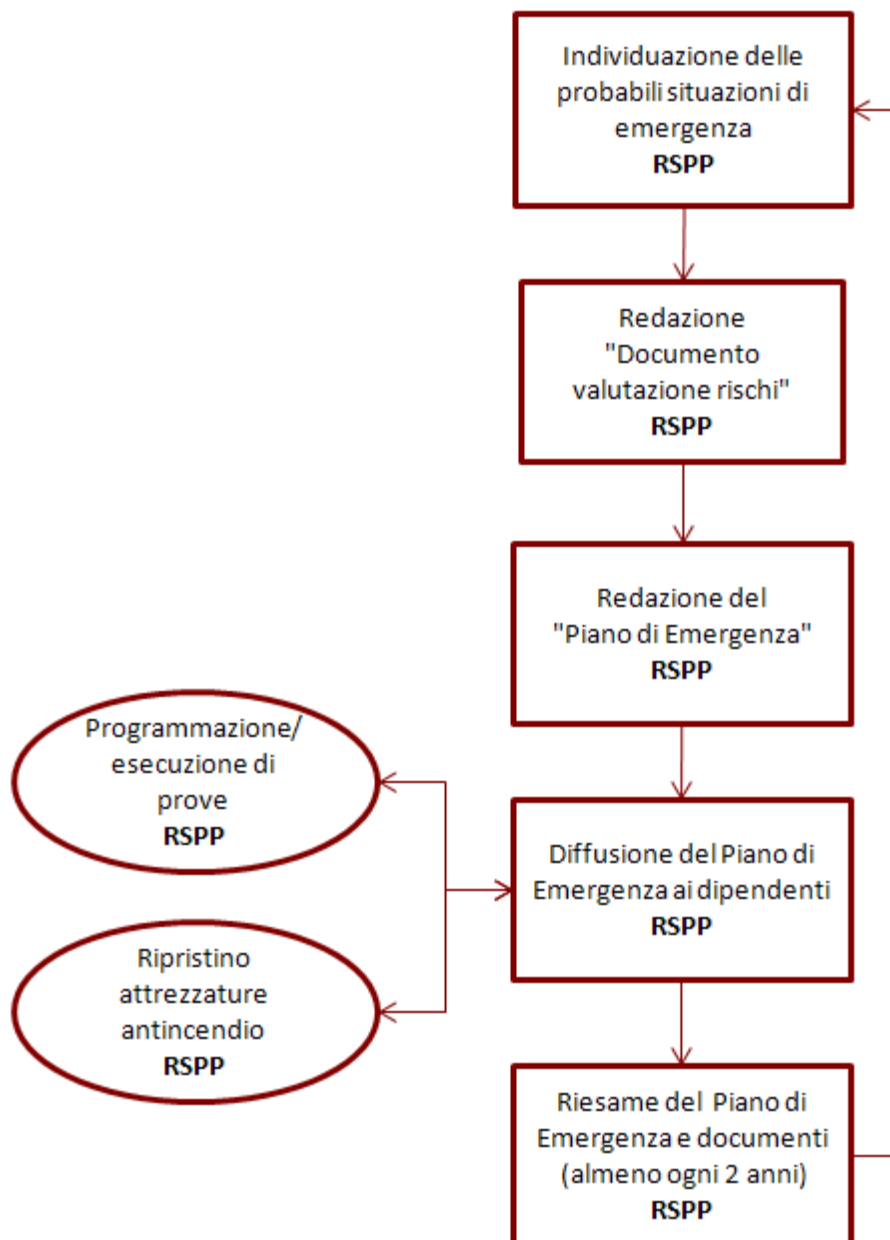 Individuazione delle
probabili situazioni di
emergenza
RSPP
Redazione
"Documento
valutazione rischi"
RSPP
Redazione del
"Piano di Emergenza"
RSPP
Programmazione/
esecuzione di
prove
RSPP
Diffusione del Piano di
Emergenza ai dipendenti
RSPP
Ripristino
attrezzature
antincendio
RSPP
Riesame del Piano di
Emergenza e documenti
(almeno ogni 2 anni)
RSPP